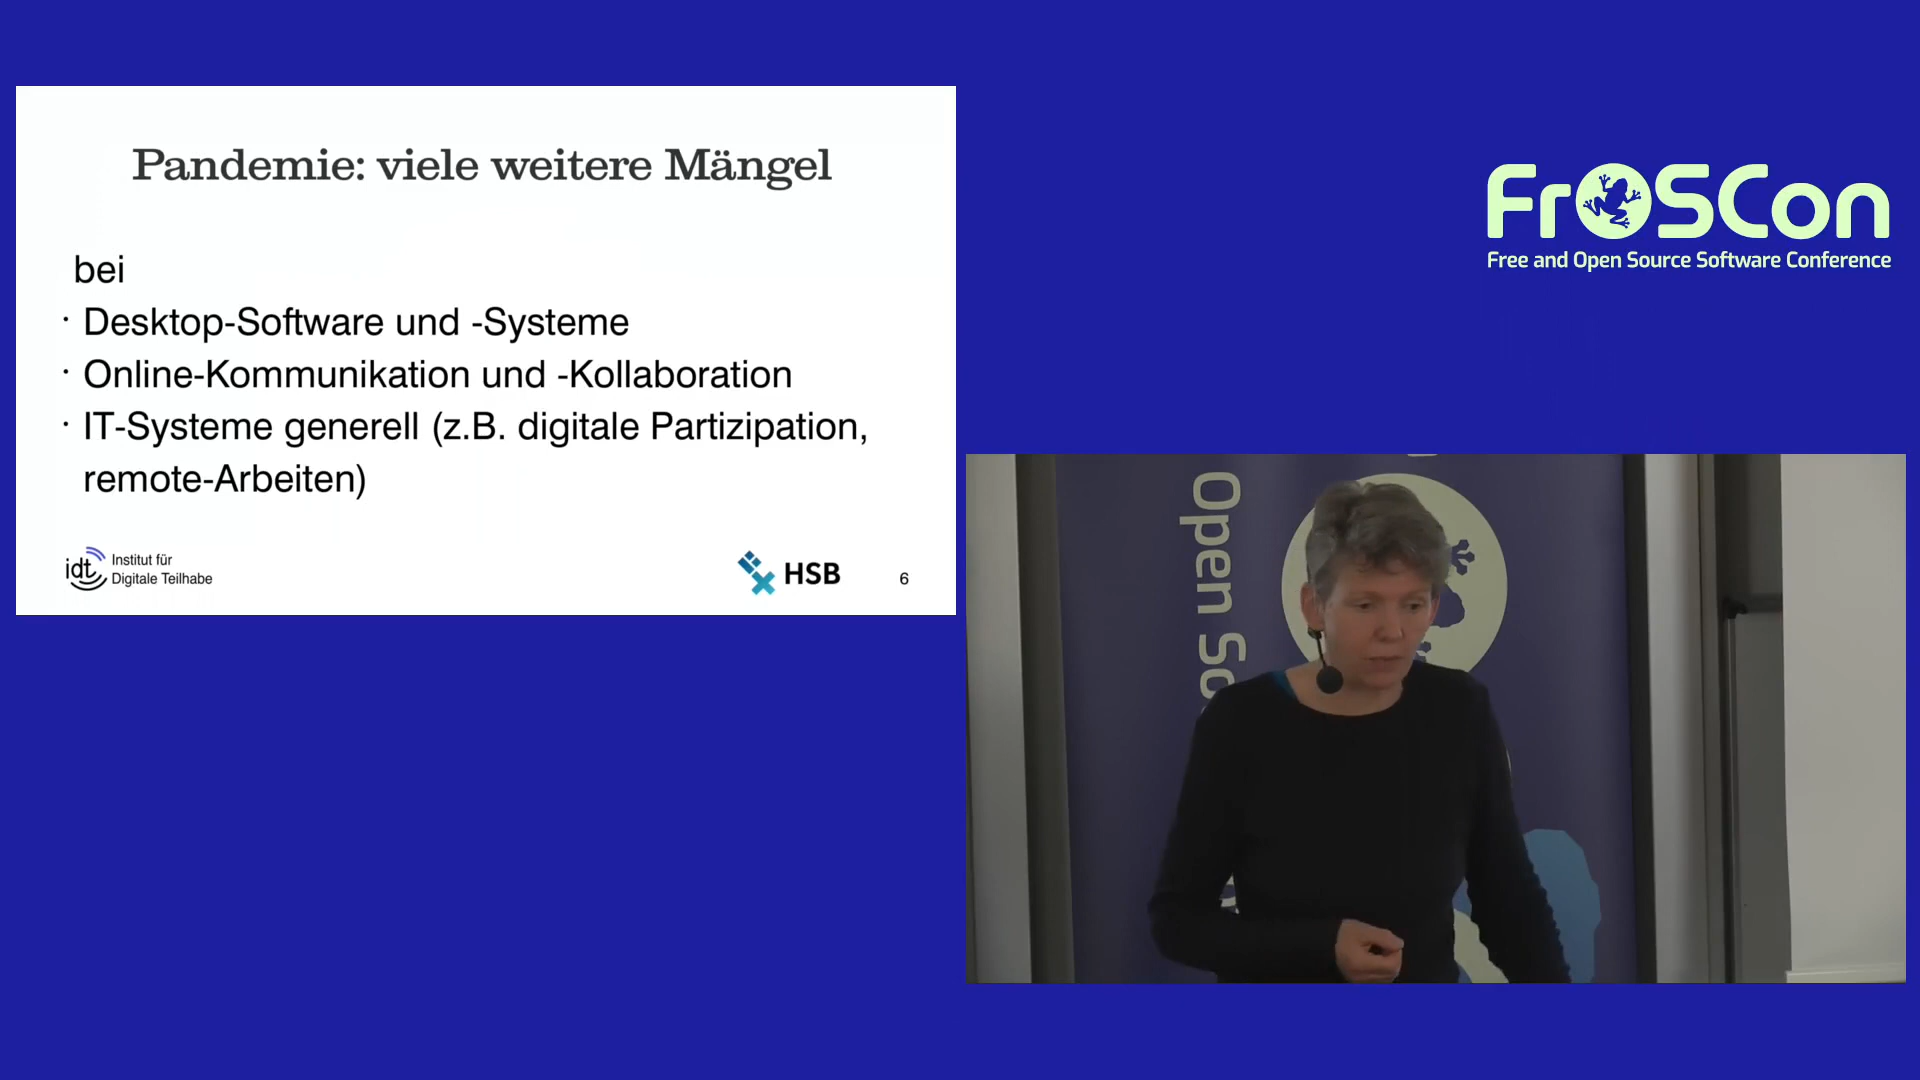 Pandemie: viele weitere Mängel
bei
· Desktop-Software und -Systeme
· Online-Kommunikation und -Kollaboration
· IT-Systeme generell (z.B. digitale Partizipation,
remote-Arbeiten)
idt Institut für
Digitale Teilhabe
HSB
6
FrOSCon
Free and Open Source Software Conference
Open So